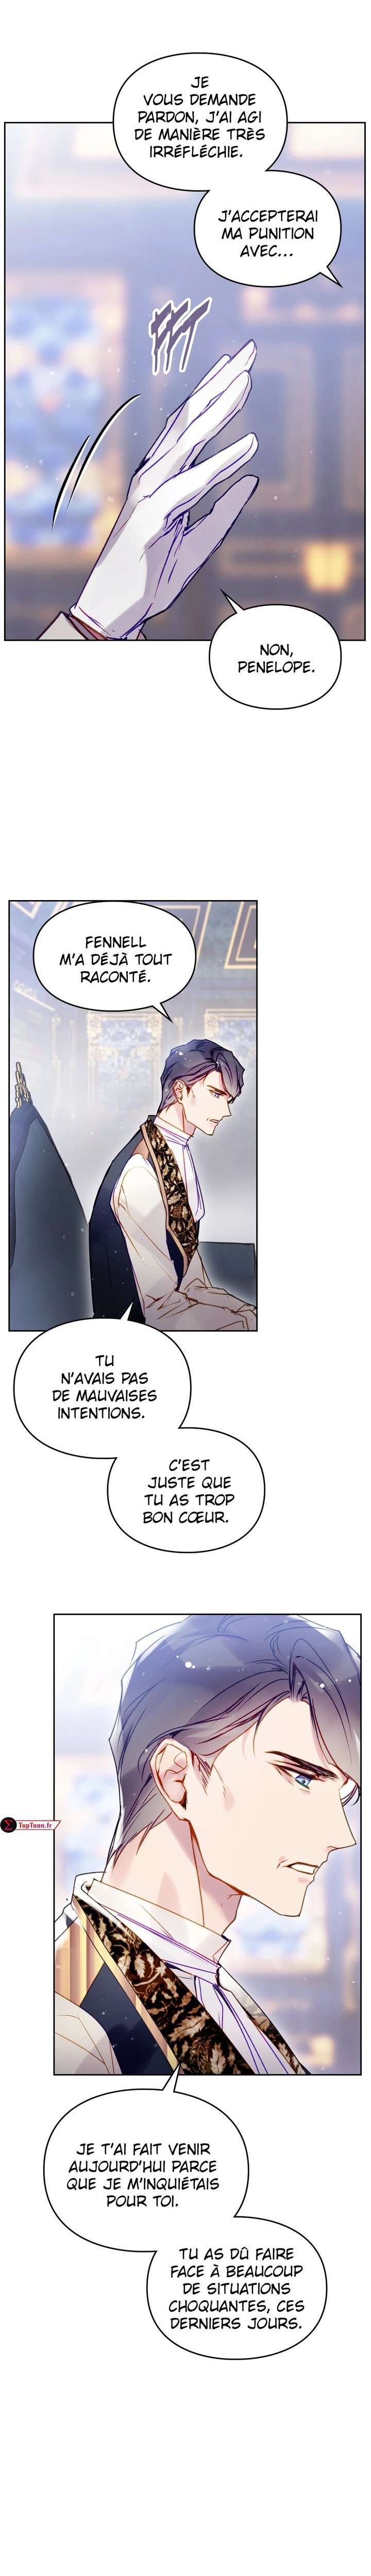 JE
VOUS DEMANDE
PARDON, J'AI AGI
DE MANIÈRE TRÈS
IRRÉFLÉCHIE.
J'ACCEPTERAI
MA PUNITION
AVEC...
NON,
PENELOPE.
FENNELL
M'A DÉJÀ TOUT
RACONTÉ.
TU
N'AVAIS PAS
DE MAUVAISES
INTENTIONS.
C'EST
JUSTE QUE
TU AS TROP
BON CŒUR.
TopToon.fr
JE T'AI FAIT VENIR
AUJOURD'HUI PARCE
QUE JE M'INQUIÉTAIS
POUR TOI.
TU AS DÛ FAIRE
FACE À BEAUCOUP
DE SITUATIONS
CHOQUANTES, CES
DERNIERS JOURS.